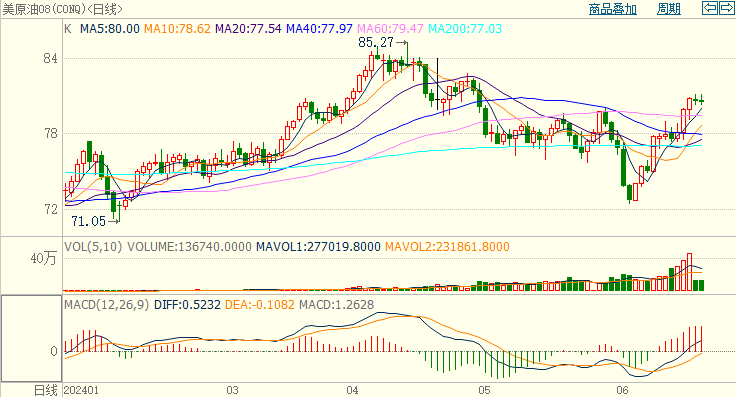 美原油08(CONQ)<日线> 商品叠加 周期
K MA5:80.00 MA10:78.62 MA20:77.54 MA40:77.97 MA60:79.47 MA200:77.03
85.27
84
78
72
71.05
VOL(5,10) VOLUME:136740.0000 MAVOL1:277019.8000 MAVOL2:231861.8000
40万
MACD(12,26,9) DIFF:0.5232 DEA:-0.1082 MACD:1.2628
0
日线 202401 03 04 05 06